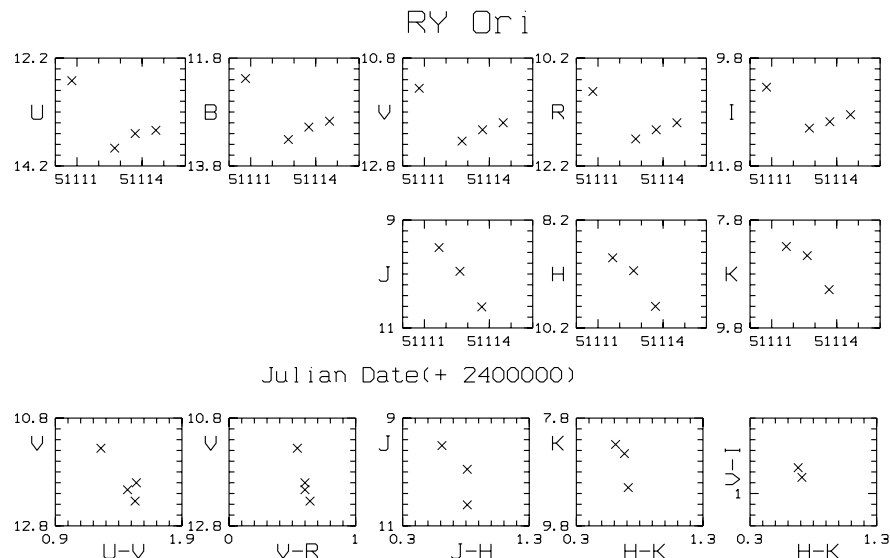 RY Ori
12.2 11.8 10.8 10.2 9.8
U B V R I
14.2 13.8 12.8 12.2 11.8
51111 51114 51111 51114 51111 51114 51111 51114 51111 51114
9 8.2 7.8
J H K
11 10.2 9.8
51111 51114 51111 51114 51111 51114
Julian Date(+ 2400000)
10.8 10.8 9 7.8
V V J K V-I
1
12.8 12.8 11 9.8
0.9 1.9 0 1 0.3 1.3 0.3 1.3 0.3 1.3
U-V V-R J-H H-K H-K